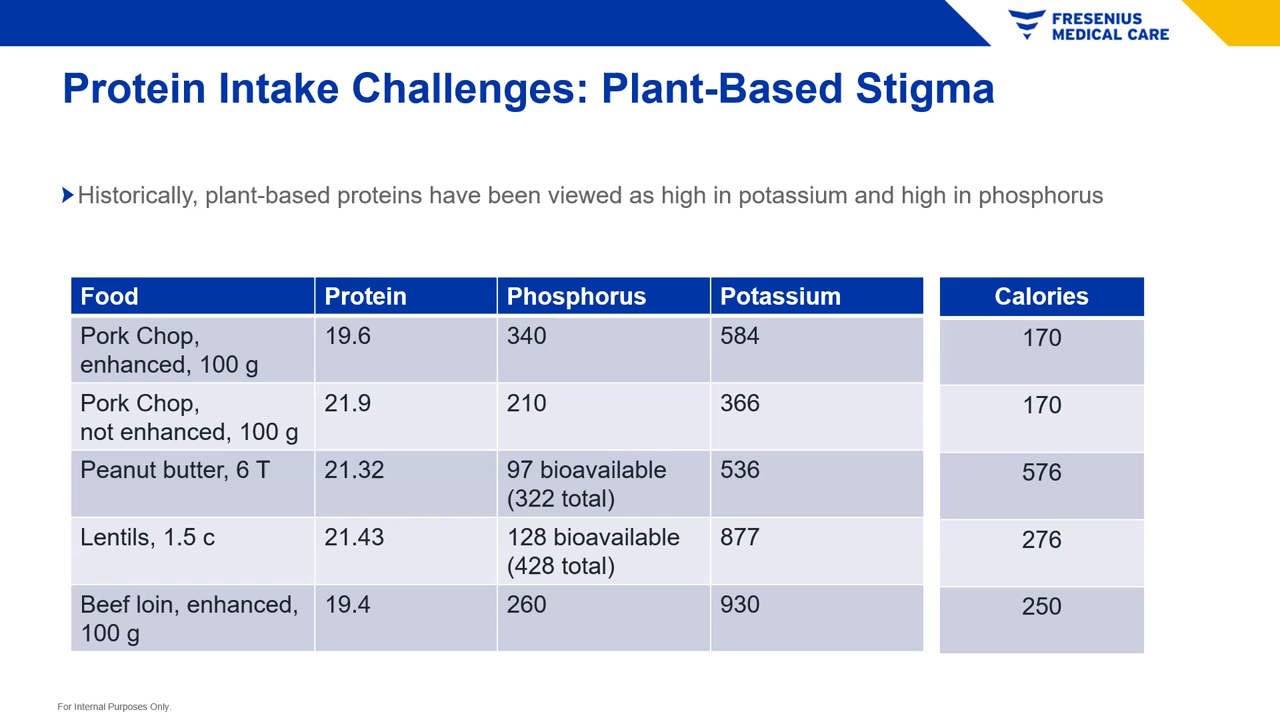 FRESENIUS
MEDICAL CARE
Protein Intake Challenges: Plant-Based Stigma
Historically, plant-based proteins have been viewed as high in potassium and high in phosphorus
Food Protein Phosphorus Potassium Calories
Pork Chop, 19.6 340 584 170
enhanced, 100 g
Pork Chop, 21.9 210 366 170
not enhanced, 100 g
Peanut butter, 6 T 21.32 97 bioavailable 536 576
(322 total)
Lentils, 1.5 c 21.43 128 bioavailable 877 276
(428 total)
Beef loin, enhanced, 19.4 260 930 250
100 g
For Internal Purposes Only.